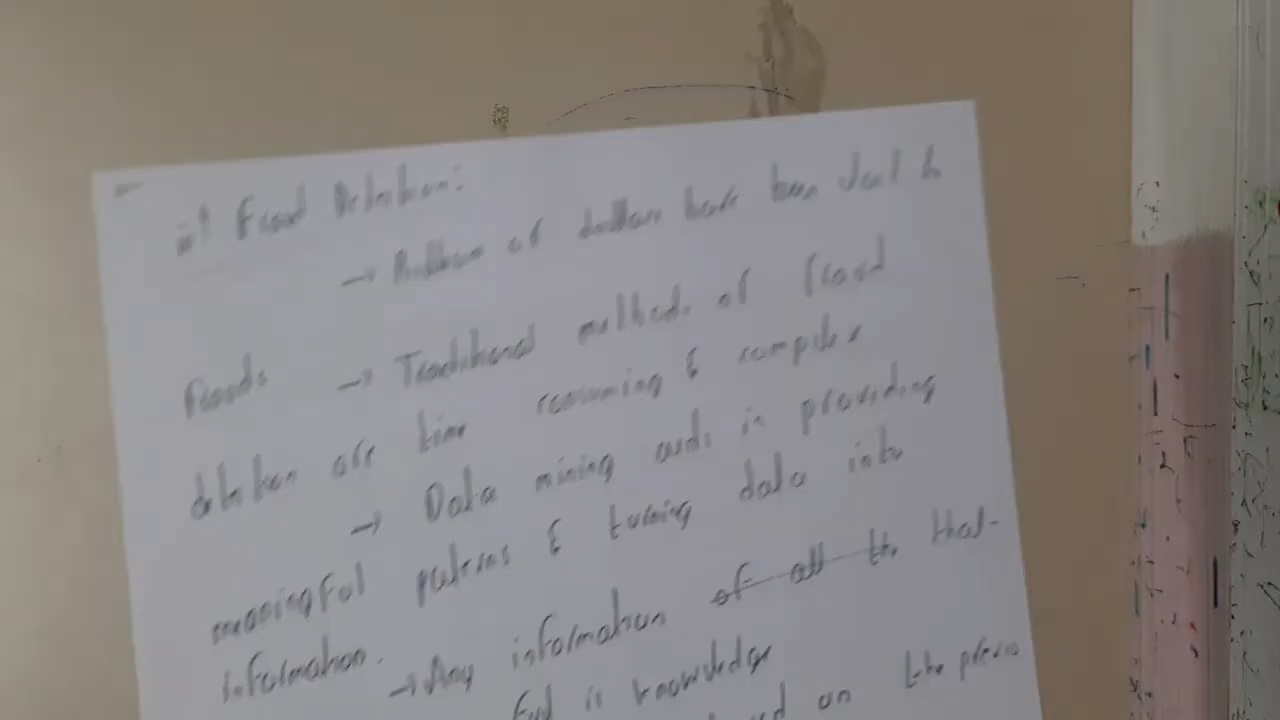 Fraud Detection:
→ Billions of dollars have been lost to
frauds → Traditional methods of fraud
detection are time consuming & complex
→ Data mining aids in providing
meaningful patterns & turning data into
information.
→ Any information of all the that
ful is knowledge
on the previo